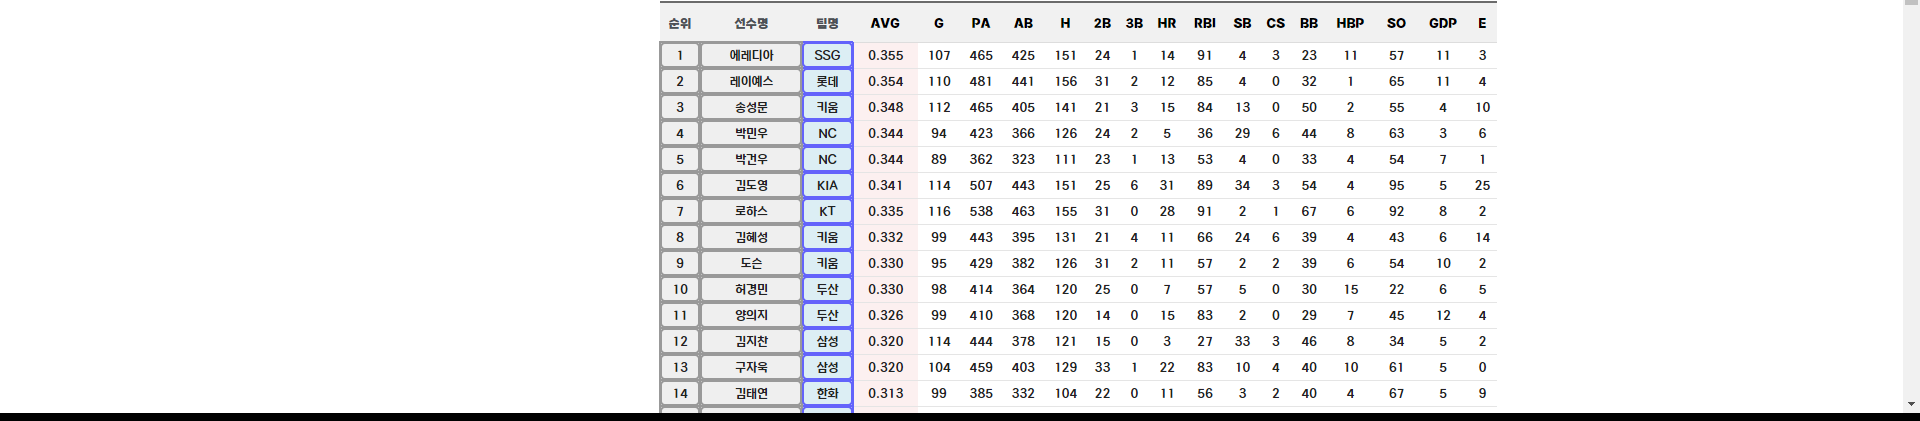 순위 선수명 팀명 AVG G PA AB H 2B 3B HR RBI SB CS BB HBP SO GDP E
1 에레디아 SSG 0.355 107 465 425 151 24 1 14 91 4 3 23 11 57 11 3
2 레이예스 롯데 0.354 110 481 441 156 31 2 12 85 4 0 32 1 65 11 4
3 송성문 키움 0.348 112 465 405 141 21 3 15 84 13 0 50 2 55 4 10
4 박민우 NC 0.344 94 423 366 126 24 2 5 36 29 6 44 8 63 3 6
5 박건우 NC 0.344 89 362 323 111 23 1 13 53 4 0 33 4 54 7 1
6 김도영 KIA 0.341 114 507 443 151 25 6 31 89 34 3 54 4 95 5 25
7 로하스 KT 0.335 116 538 463 155 31 0 28 91 2 1 67 6 92 8 2
8 김혜성 키움 0.332 99 443 395 131 21 4 11 66 24 6 39 4 43 6 14
9 도슨 키움 0.330 95 429 382 126 31 2 11 57 2 2 39 6 54 10 2
10 허경민 두산 0.330 98 414 364 120 25 0 7 57 5 0 30 15 22 6 5
11 양의지 두산 0.326 99 410 368 120 14 0 15 83 2 0 29 7 45 12 4
12 김지찬 삼성 0.320 114 444 378 121 15 0 3 27 33 3 46 8 34 5 2
13 구자욱 삼성 0.320 104 459 403 129 33 1 22 83 10 4 40 10 61 5 0
14 김태연 한화 0.313 99 385 332 104 22 0 11 56 3 2 40 4 67 5 9